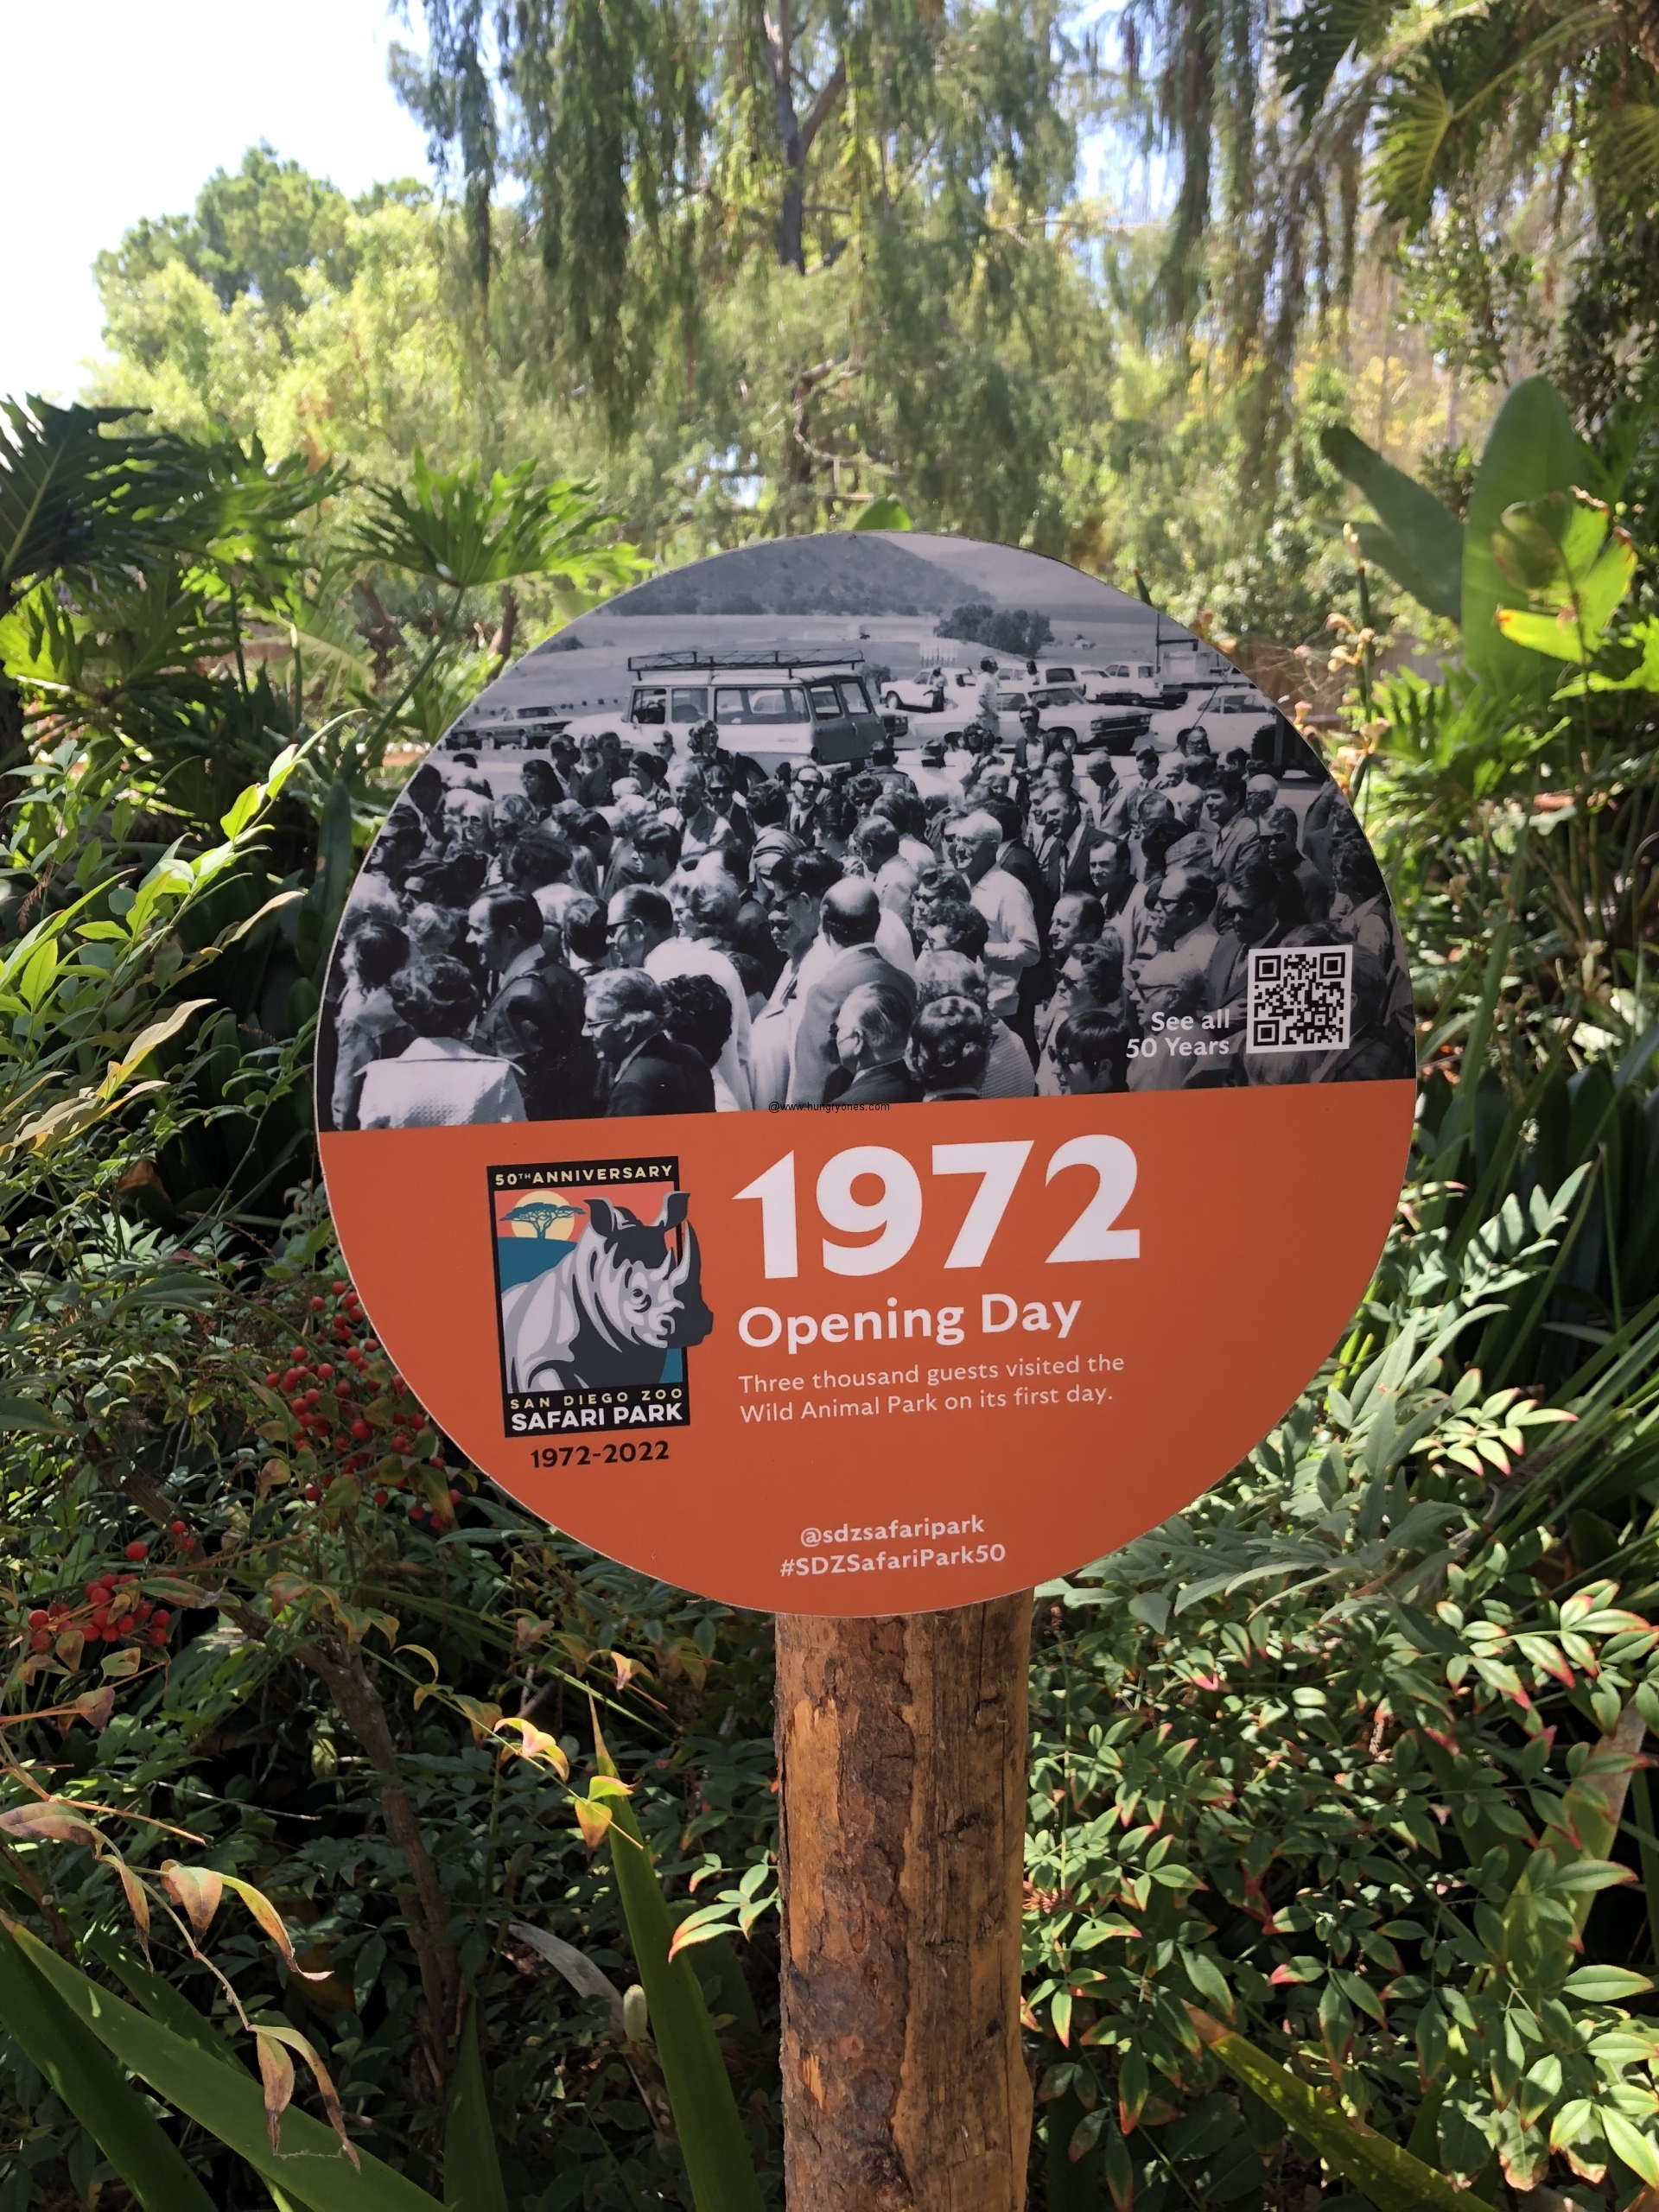 See all
50 Years
@www.hungryones.com
50TH ANNIVERSARY
SAN DIEGO ZOO
SAFARI PARK
1972-2022
1972
Opening Day
Three thousand guests visited the
Wild Animal Park on its first day.
@sdzsafaripark
#SDZSafariPark50